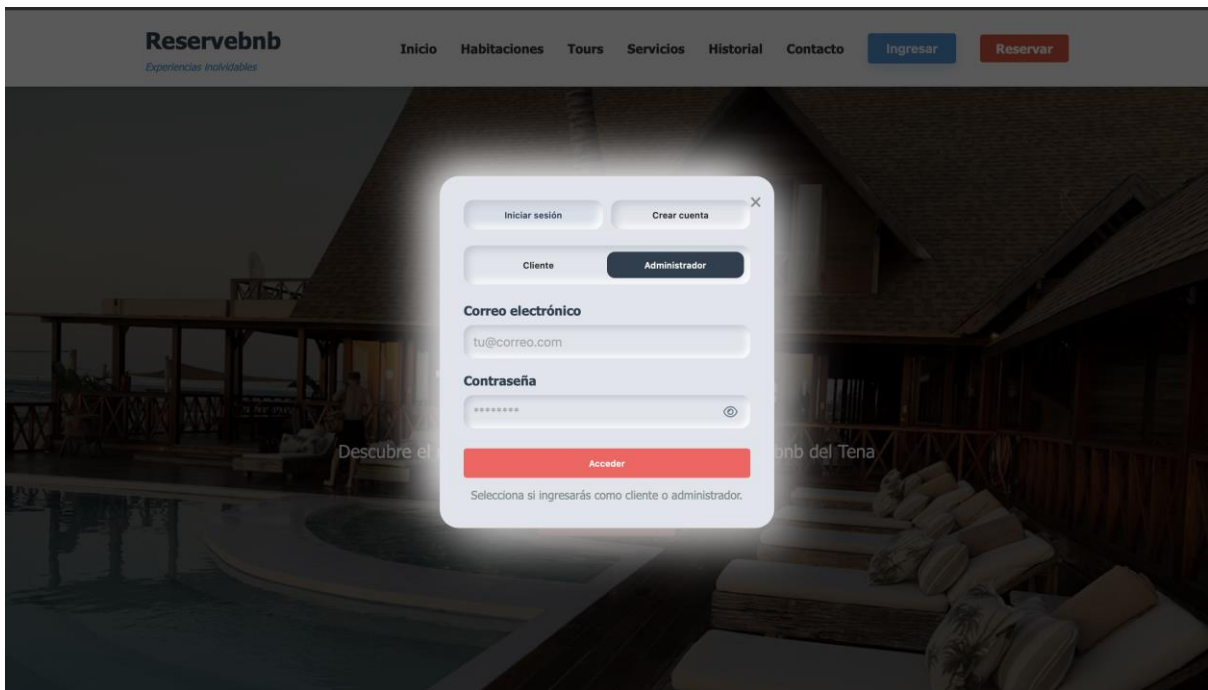 Reservebnb
Experiencias inolvidables
Inicio Habitaciones Tours Servicios Historial Contacto Ingresar Reservar
Iniciar sesión Crear cuenta
Cliente Administrador
Correo electrónico
tu@correo.com
Contraseña
********
Descubre el bnb del Tena
Acceder
Selecciona si ingresarás como cliente o administrador.